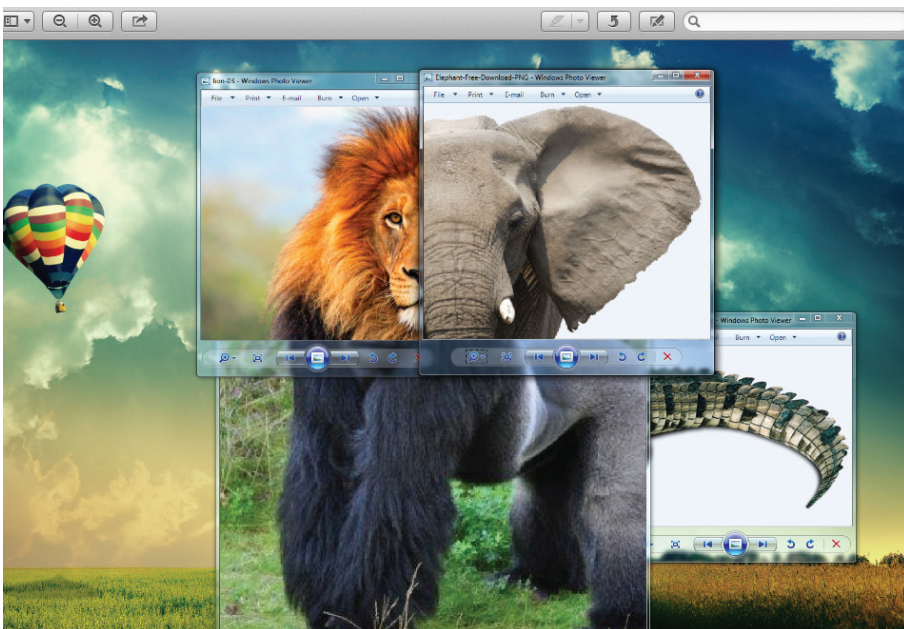 lion-05 - Windows Photo Viewer
File Print E-mail Burn Open
Elephant-Free-Download-PNG - Windows Photo Viewer
File Print E-mail Burn Open
- Windows Photo Viewer
Burn Open